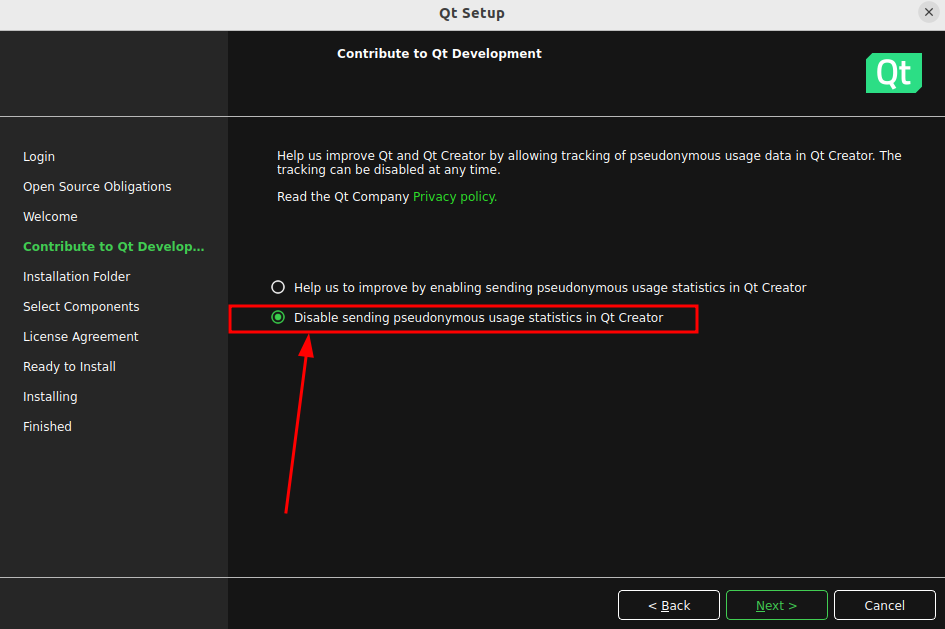 Qt Setup
Contribute to Qt Development
Qt
Login
Open Source Obligations
Welcome
Contribute to Qt Develop...
Installation Folder
Select Components
License Agreement
Ready to Install
Installing
Finished
Help us improve Qt and Qt Creator by allowing tracking of pseudonymous usage data in Qt Creator. The
tracking can be disabled at any time.
Read the Qt Company Privacy policy.
Help us to improve by enabling sending pseudonymous usage statistics in Qt Creator
Disable sending pseudonymous usage statistics in Qt Creator
< Back
Next >
Cancel